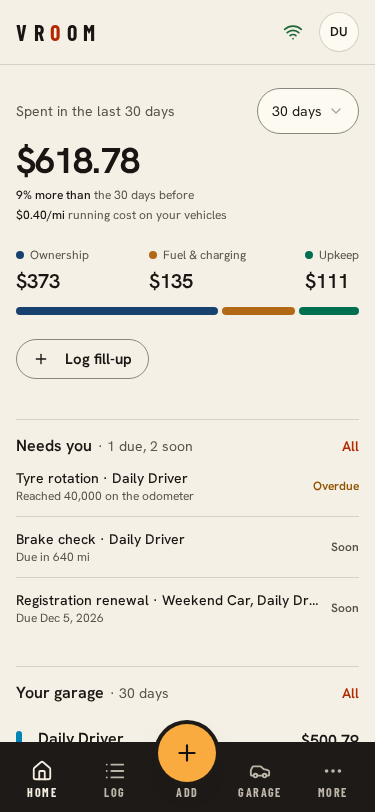 VROOM
DU
Spent in the last 30 days
30 days
$618.78
9% more than the 30 days before
$0.40/mi running cost on your vehicles
Ownership
Fuel & charging
Upkeep
$373
$135
$111
Log fill-up
Needs you · 1 due, 2 soon
All
Tyre rotation · Daily Driver
Overdue
Reached 40,000 on the odometer
Brake check · Daily Driver
Soon
Due in 640 mi
Registration renewal · Weekend Car, Daily Dr...
Soon
Due Dec 5, 2026
Your garage · 30 days
All
Daily Driver
$500.79
HOME
LOG
ADD
GARAGE
MORE